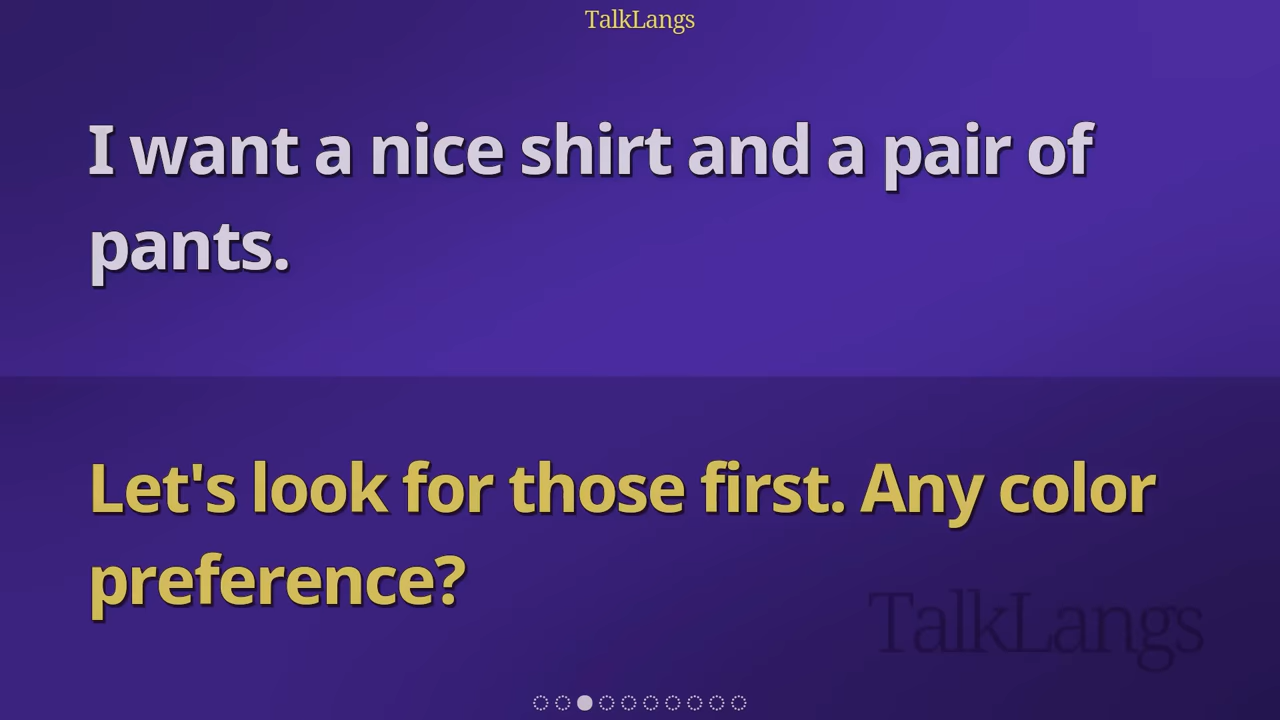 TalkLangs
I want a nice shirt and a pair of
pants.
Let's look for those first. Any color
preference?
TalkLangs